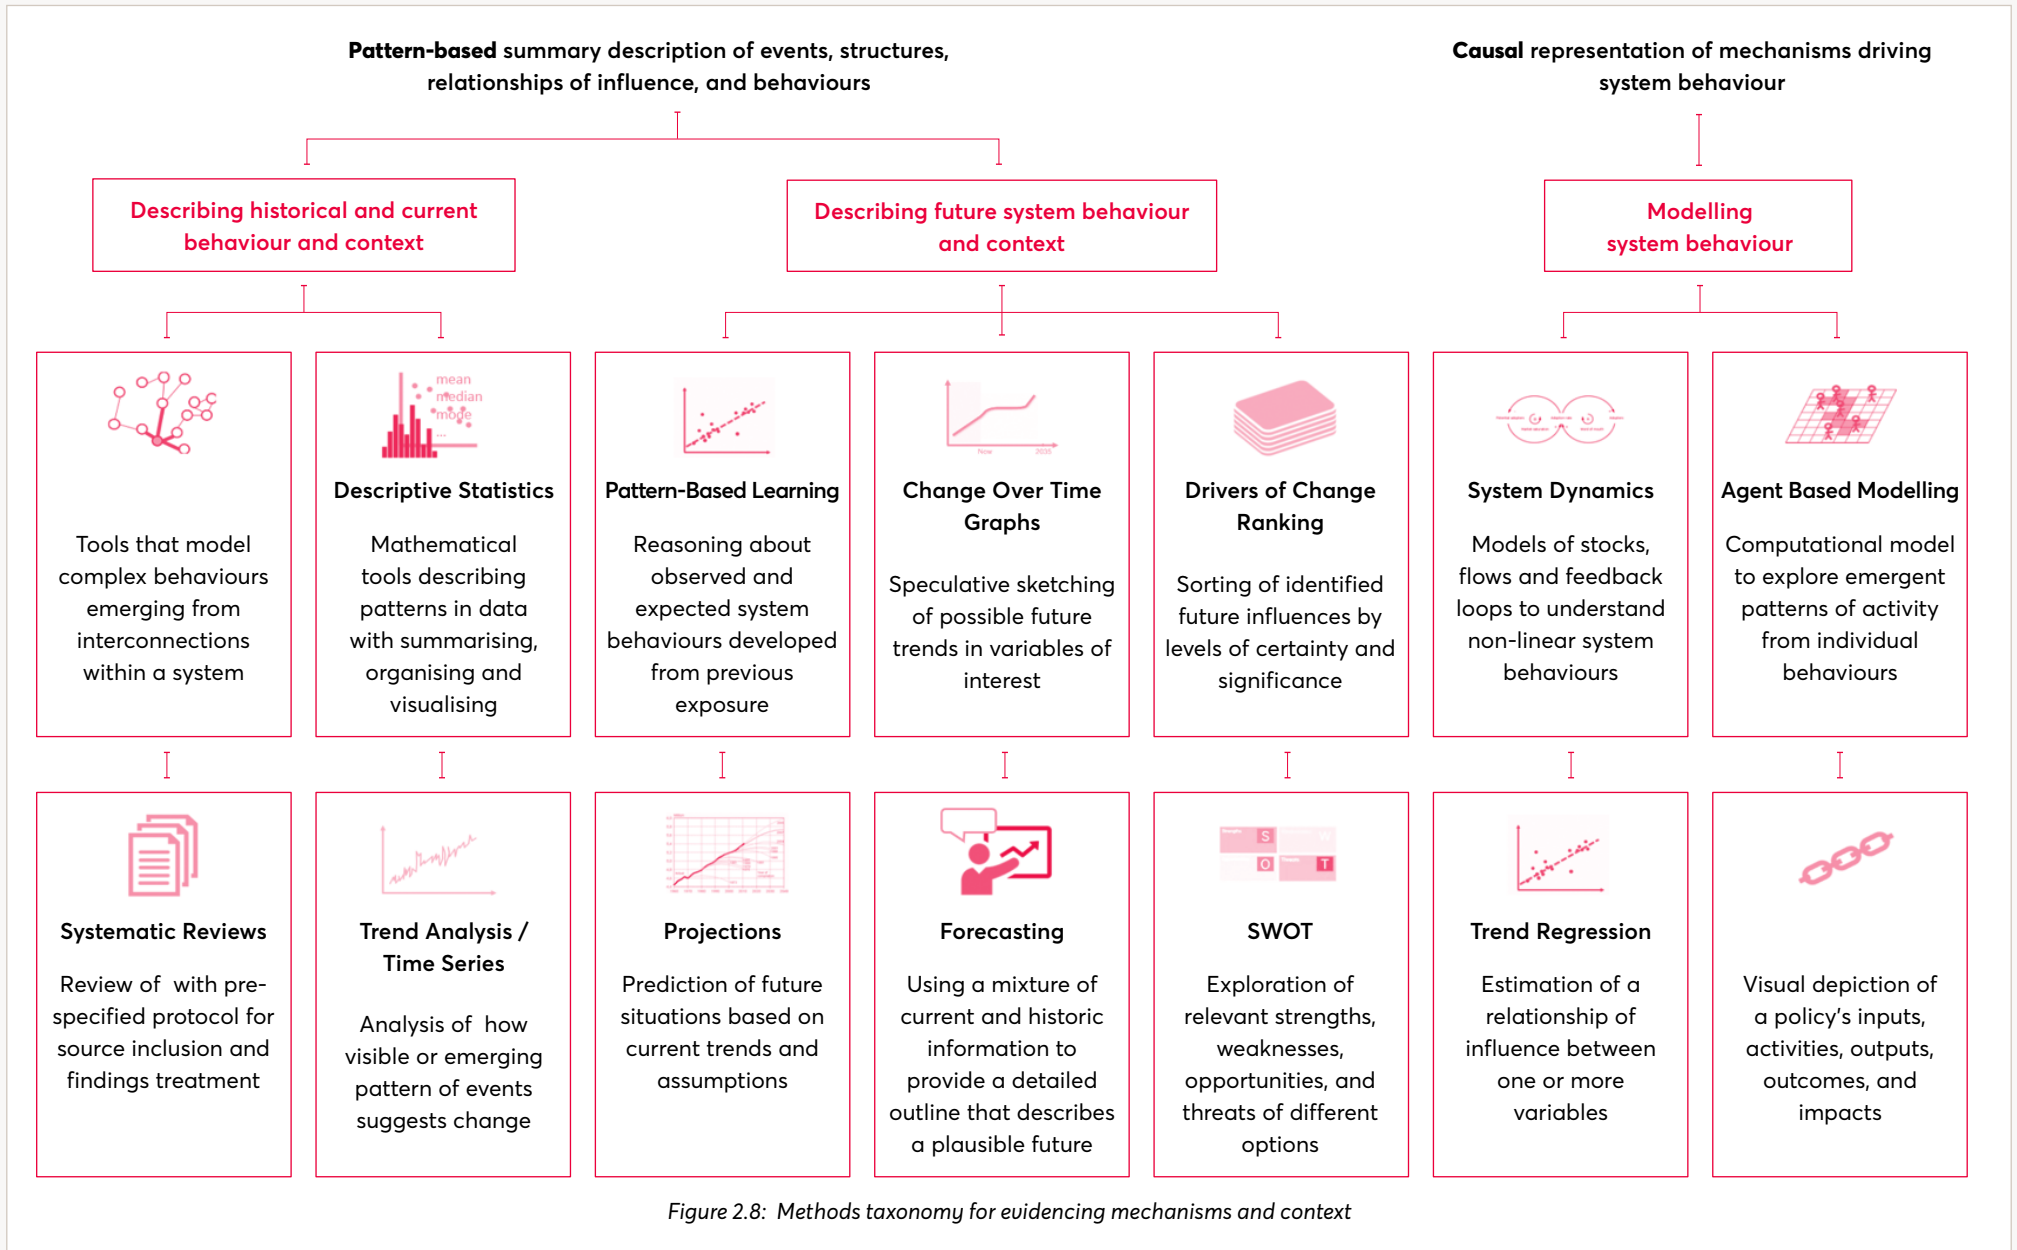 Pattern-based summary description of events, structures,
relationships of influence, and behaviours
Causal representation of mechanisms driving
system behaviour
Describing historical and current
behaviour and context
Describing future system behaviour
and context
Modelling
system behaviour
Tools that model
complex behaviours
emerging from
interconnections
within a system
mean
median
mode
...
Descriptive Statistics
Mathematical
tools describing
patterns in data
with summarising,
organising and
visualising
Pattern-Based Learning
Reasoning about
observed and
expected system
behaviours developed
from previous
exposure
Now
2035
Change Over Time
Graphs
Speculative sketching
of possible future
trends in variables of
interest
Drivers of Change
Ranking
Sorting of identified
future influences by
levels of certainty and
significance
System Dynamics
Models of stocks,
flows and feedback
loops to understand
non-linear system
behaviours
Agent Based Modelling
Computational model
to explore emergent
patterns of activity
from individual
behaviours
Systematic Reviews
Review of  with pre-
specified protocol for
source inclusion and
findings treatment
Trend Analysis /
Time Series
Analysis of  how
visible or emerging
pattern of events
suggests change
Projections
Prediction of future
situations based on
current trends and
assumptions
Forecasting
Using a mixture of
current and historic
information to
provide a detailed
outline that describes
a plausible future
S
W
O
T
SWOT
Exploration of
relevant strengths,
weaknesses,
opportunities, and
threats of different
options
Trend Regression
Estimation of a
relationship of
influence between
one or more
variables
Visual depiction of
a policy's inputs,
activities, outputs,
outcomes, and
impacts
Figure 2.8:  Methods taxonomy for evidencing mechanisms and context